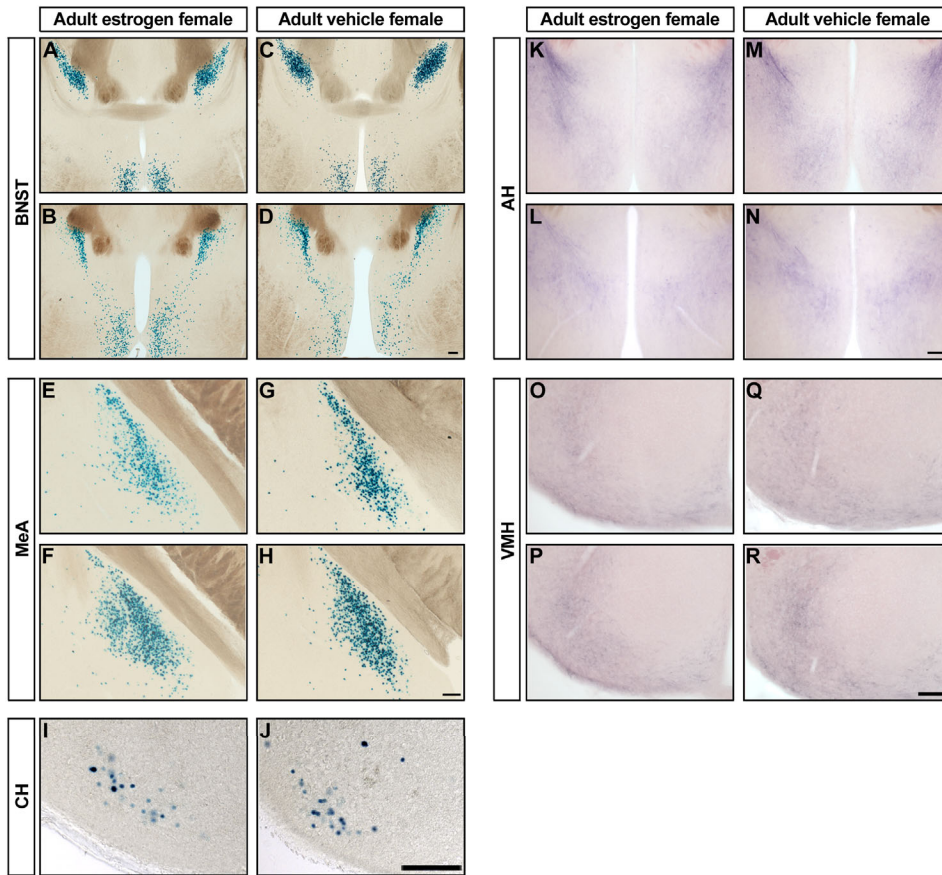 Adult estrogen female
Adult vehicle female
BNST
A
C
B
D
MeA
E
G
F
H
CH
I
J
Adult estrogen female
Adult vehicle female
AH
K
M
L
N
VMH
O
Q
P
R